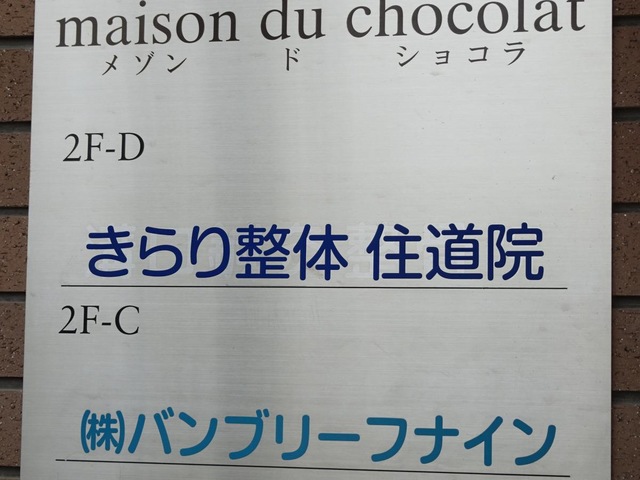 maison du chocolat
メゾン ド ショコラ
2F-D
きらり整体 住道院
2F-C
㈱バンブリーフナイン